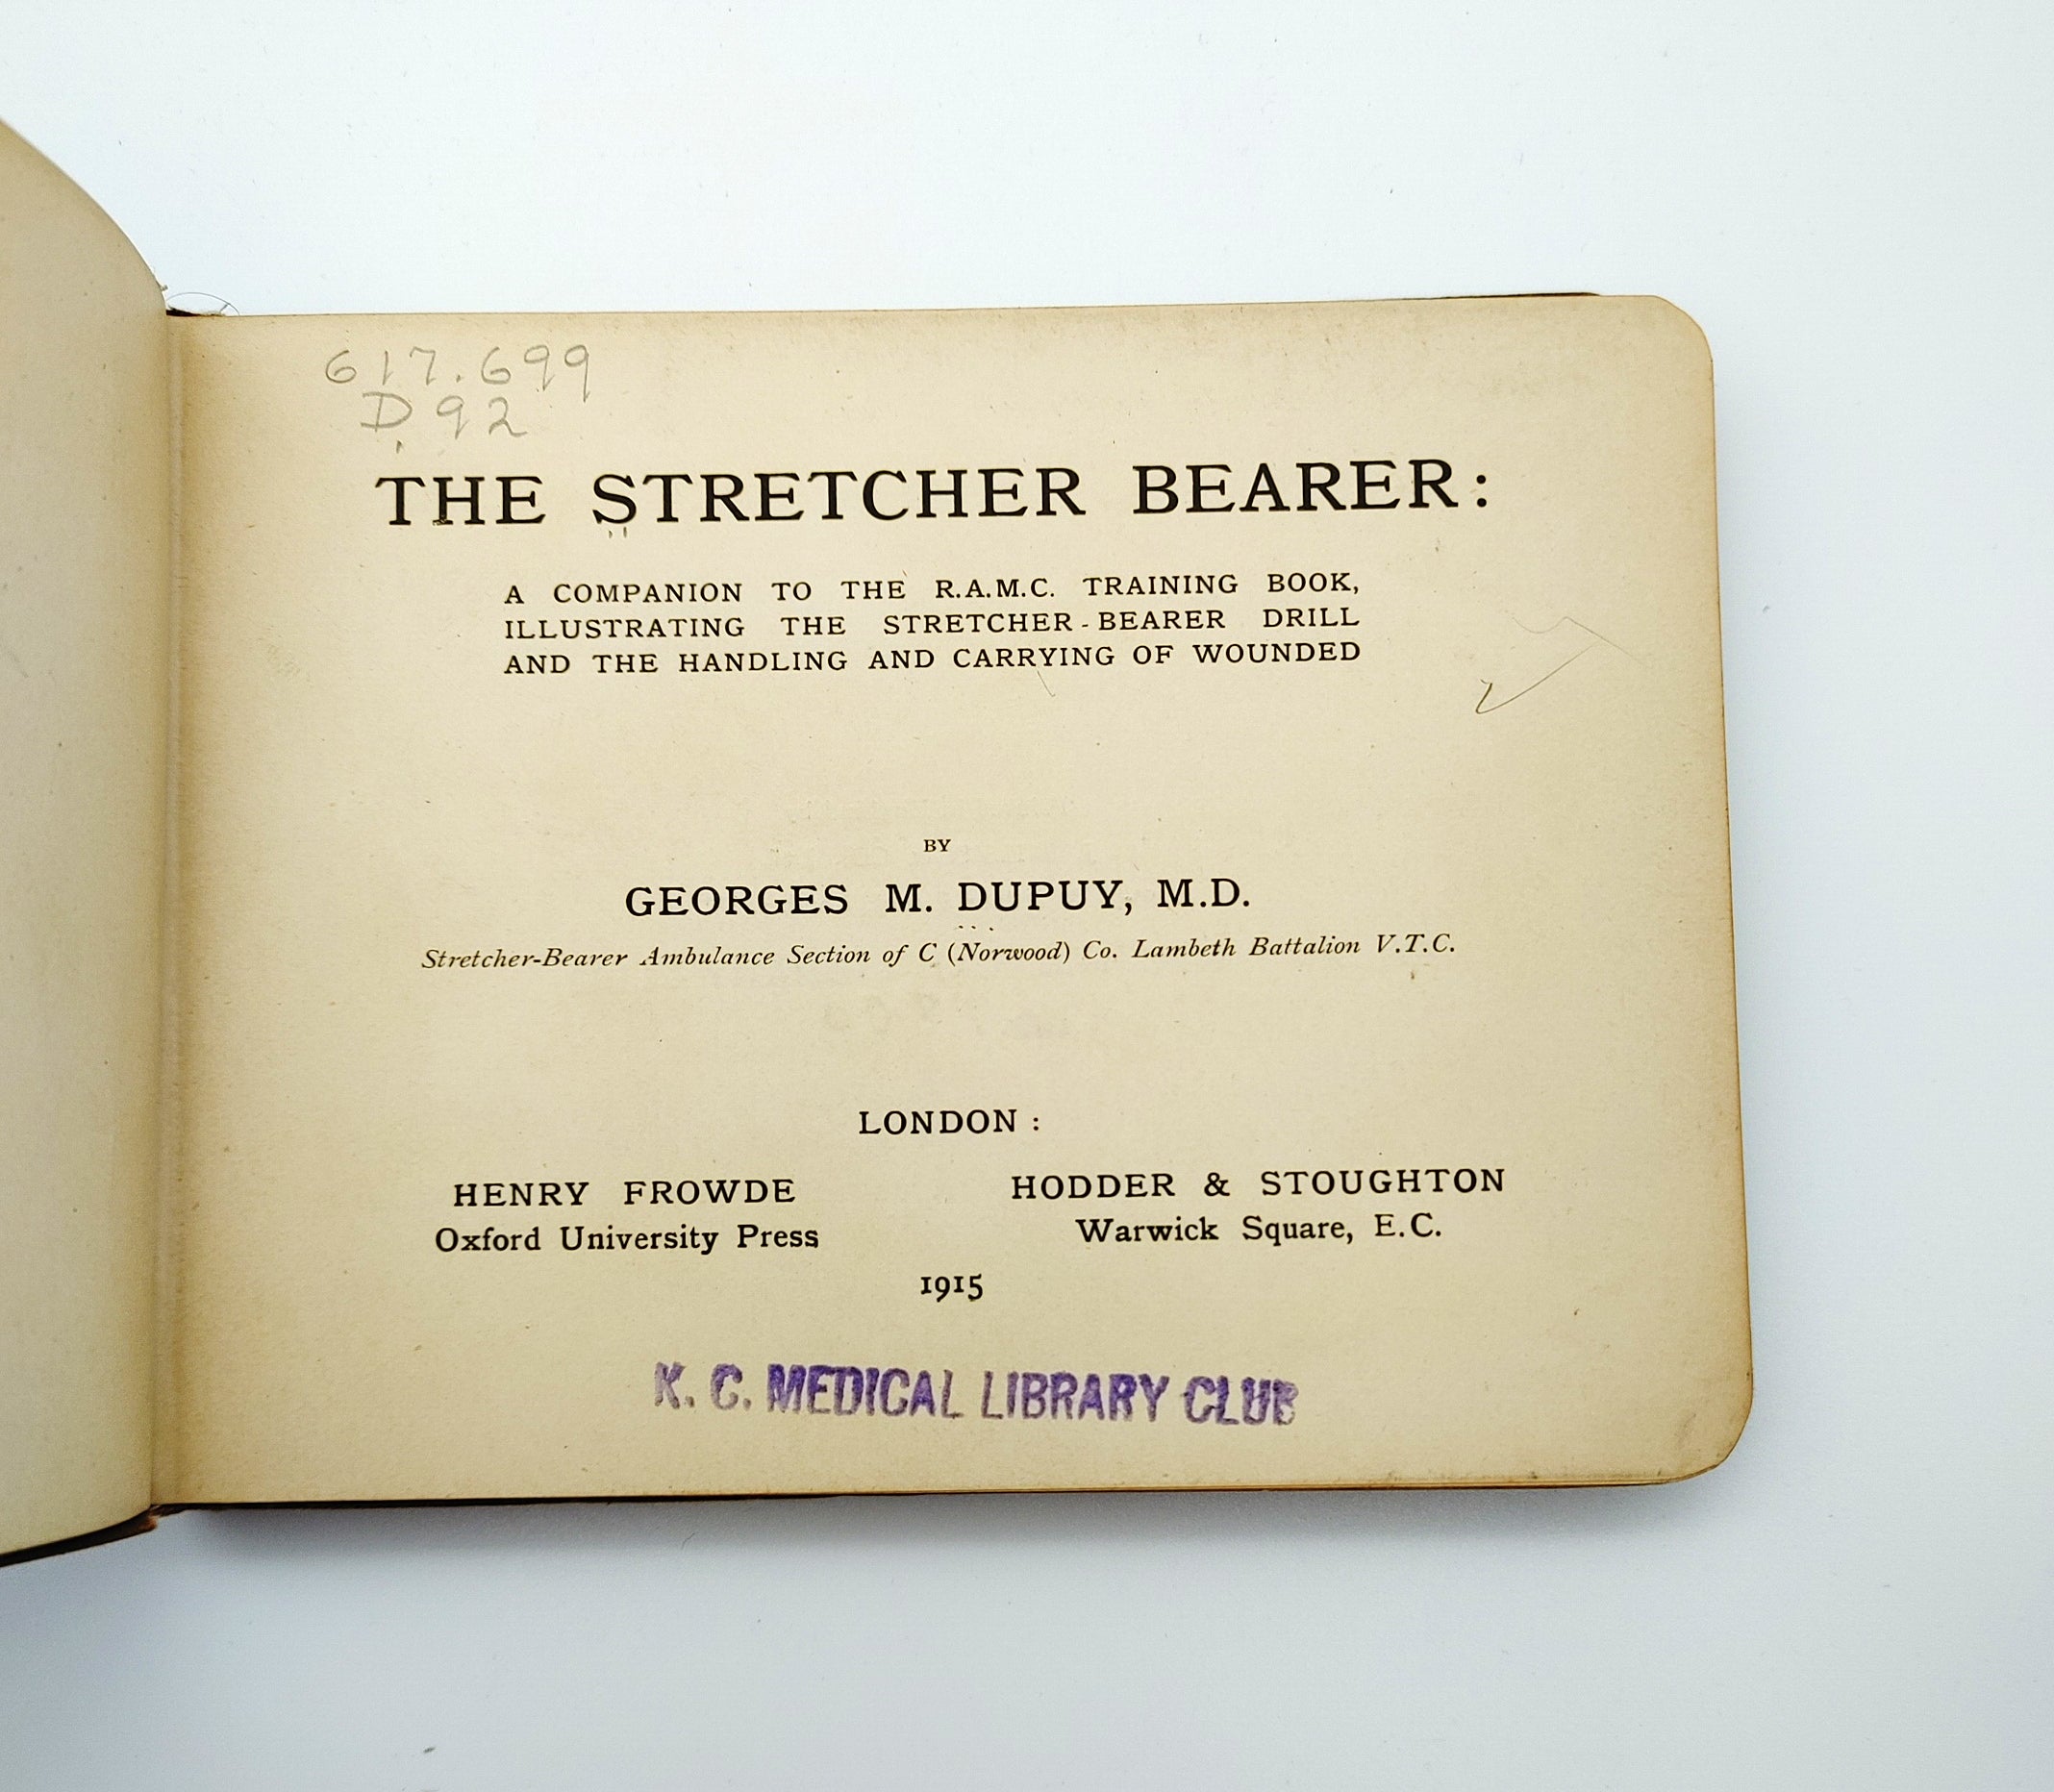 617.699
D92
THE STRETCHER BEARER:
A COMPANION TO THE R.A.M.C. TRAINING BOOK,
ILLUSTRATING THE STRETCHER-BEARER DRILL
AND THE HANDLING AND CARRYING OF WOUNDED
BY
GEORGES M. DUPUY, M.D.
Stretcher-Bearer Ambulance Section of C (Norwood) Co. Lambeth Battalion V.T.C.
LONDON:
HENRY FROWDE
Oxford University Press
HODDER & STOUGHTON
Warwick Square, E.C.
1915
K. C. MEDICAL LIBRARY CLUB